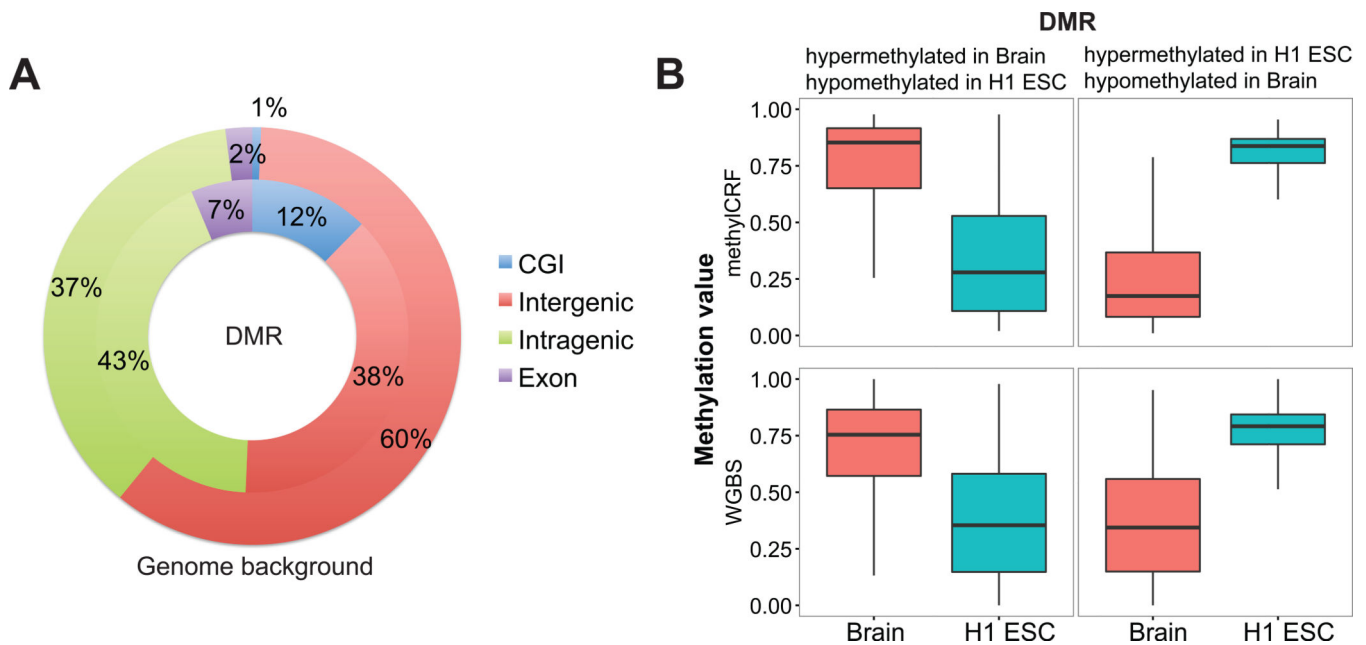 A
1%
2%
7%
12%
37%
43%
DMR
38%
60%
Genome background
CGI
Intergenic
Intragenic
Exon
B
DMR
hypermethylated in Brain
hypomethylated in H1 ESC
hypermethylated in H1 ESC
hypomethylated in Brain
Methylation value
methylCRF
1.00
0.75
0.50
0.25
0.00
WGBS
1.00
0.75
0.50
0.25
0.00
Brain
H1 ESC
Brain
H1 ESC